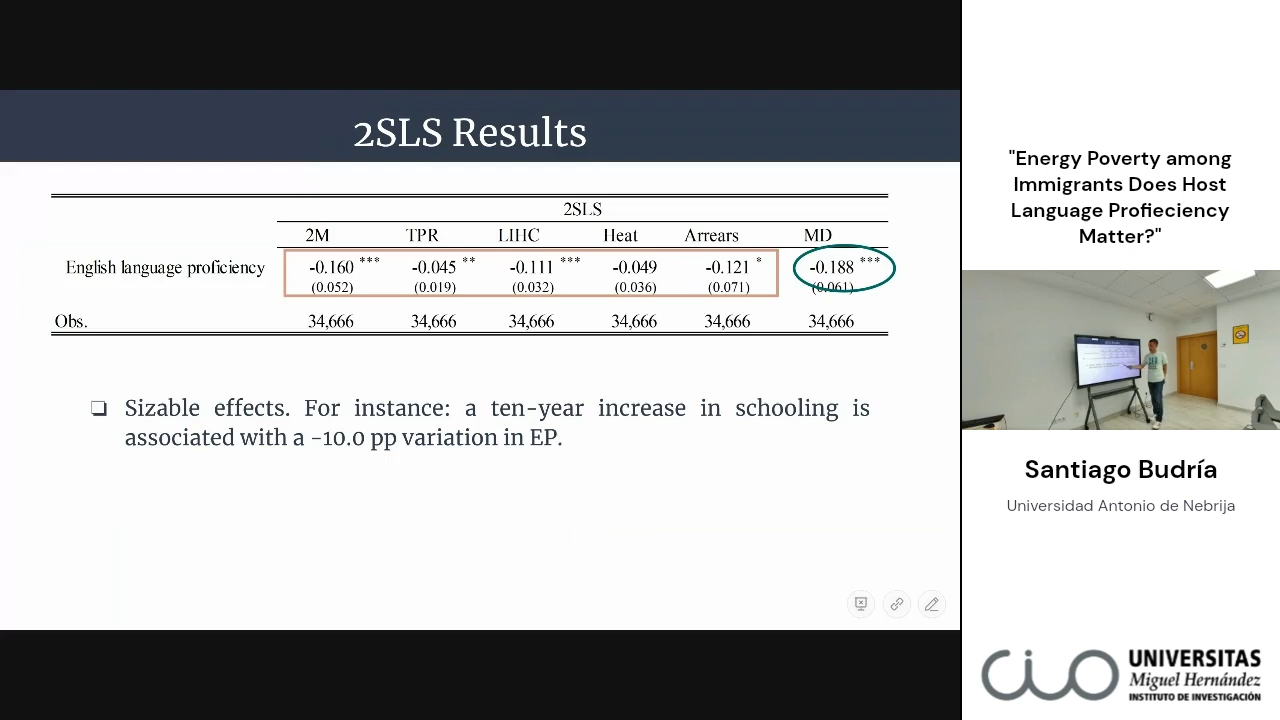 2SLS Results
2SLS
2M TPR LIHC Heat Arrears MD
English language proficiency -0.160 *** -0.045 ** -0.111 *** -0.049 -0.121 * -0.188 ***
(0.052) (0.019) (0.032) (0.036) (0.071) (0.061)
Obs. 34,666 34,666 34,666 34,666 34,666 34,666
❏ Sizable effects. For instance: a ten-year increase in schooling is
associated with a -10.0 pp variation in EP.
"Energy Poverty among
Immigrants Does Host
Language Profieciency
Matter?"
Santiago Budría
Universidad Antonio de Nebrija
CIO
UNIVERSITAS
Miguel Hernández
INSTITUTO DE INVESTIGACIÓN